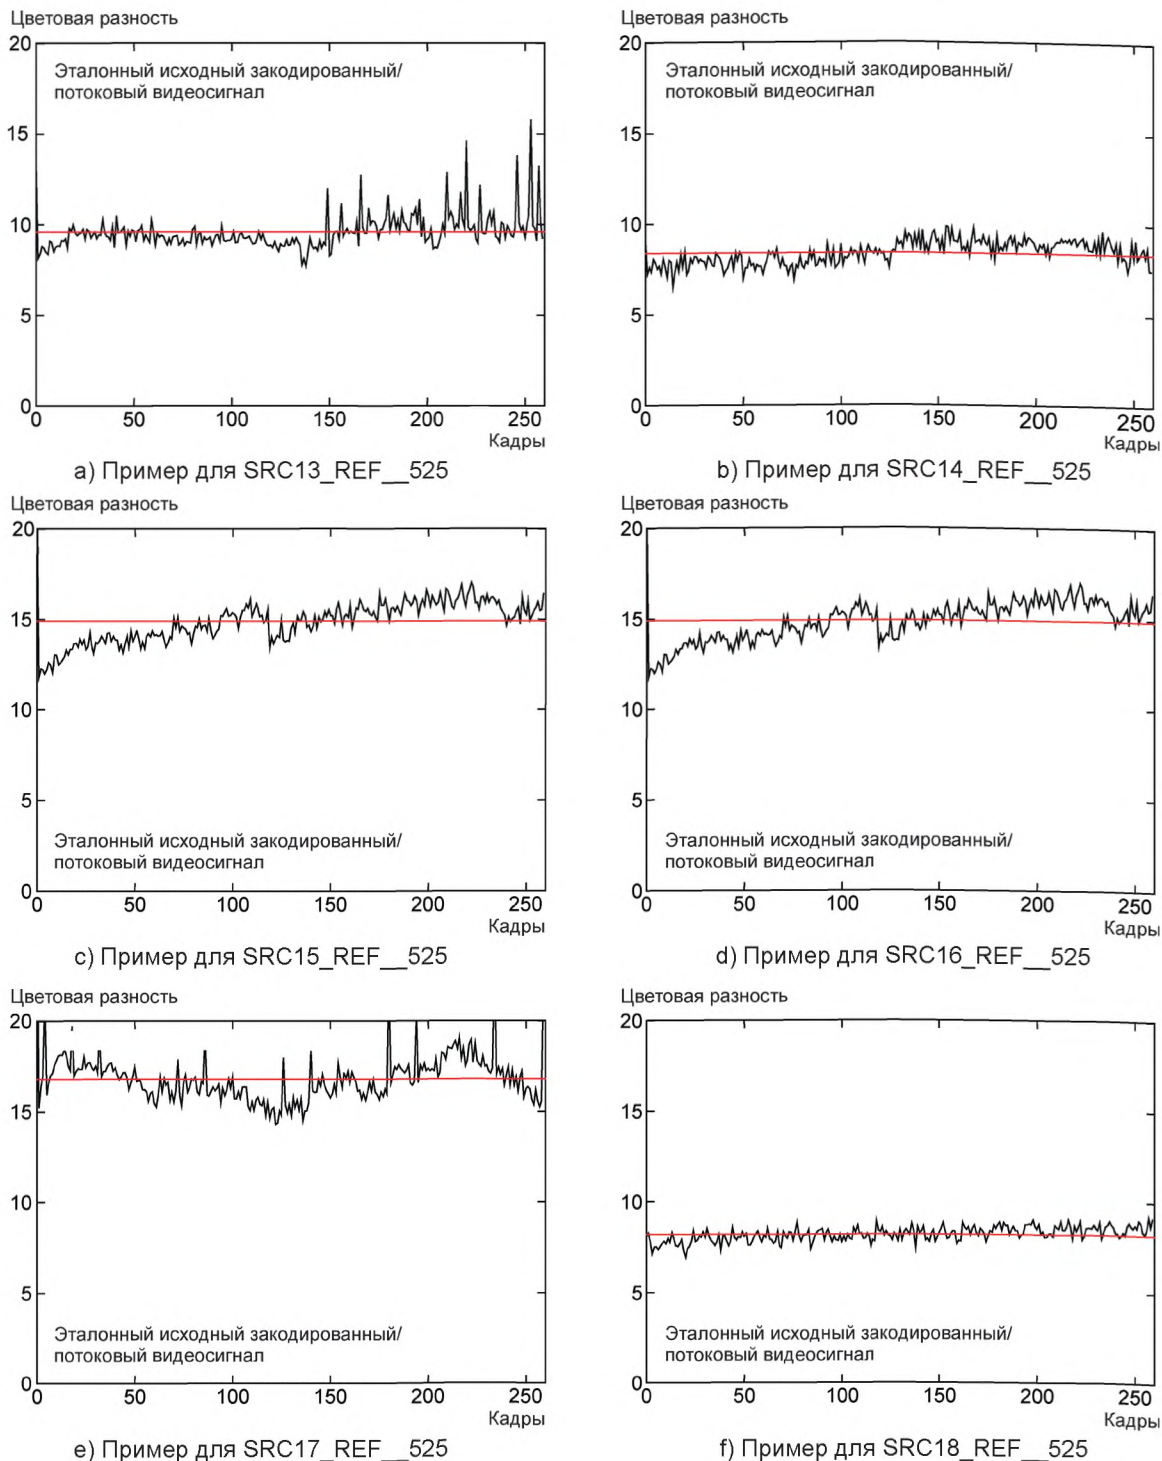 Цветовая разность
20
Эталонный исходный закодированный/
потоковый видеосигнал
15
10
5
0
0 50 100 150 200 250
Кадры
a) Пример для SRC13_REF__525
Цветовая разность
20
Эталонный исходный закодированный/
потоковый видеосигнал
15
10
5
0
0 50 100 150 200 250
Кадры
b) Пример для SRC14_REF__525
Цветовая разность
20
15
10
5
Эталонный исходный закодированный/
потоковый видеосигнал
0
0 50 100 150 200 250
Кадры
c) Пример для SRC15_REF__525
Цветовая разность
20
15
10
5
Эталонный исходный закодированный/
потоковый видеосигнал
0
0 50 100 150 200 250
Кадры
d) Пример для SRC16_REF__525
Цветовая разность
20
15
10
5
Эталонный исходный закодированный/
потоковый видеосигнал
0
0 50 100 150 200 250
Кадры
e) Пример для SRC17_REF__525
Цветовая разность
20
15
10
5
Эталонный исходный закодированный/
потоковый видеосигнал
0
0 50 100 150 200 250
Кадры
f) Пример для SRC18_REF__525